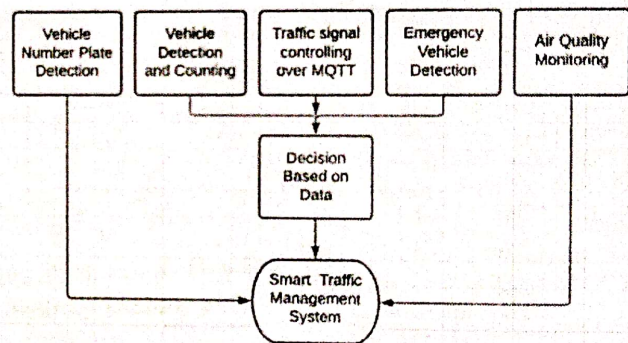 Vehicle
Number Plate
Detection
Vehicle
Detection
and Counting
Traffic signal
controlling
over MQTT
Emergency
Vehicle
Detection
Air Quality
Monitoring
Decision
Based on
Data
Smart Traffic
Management
System